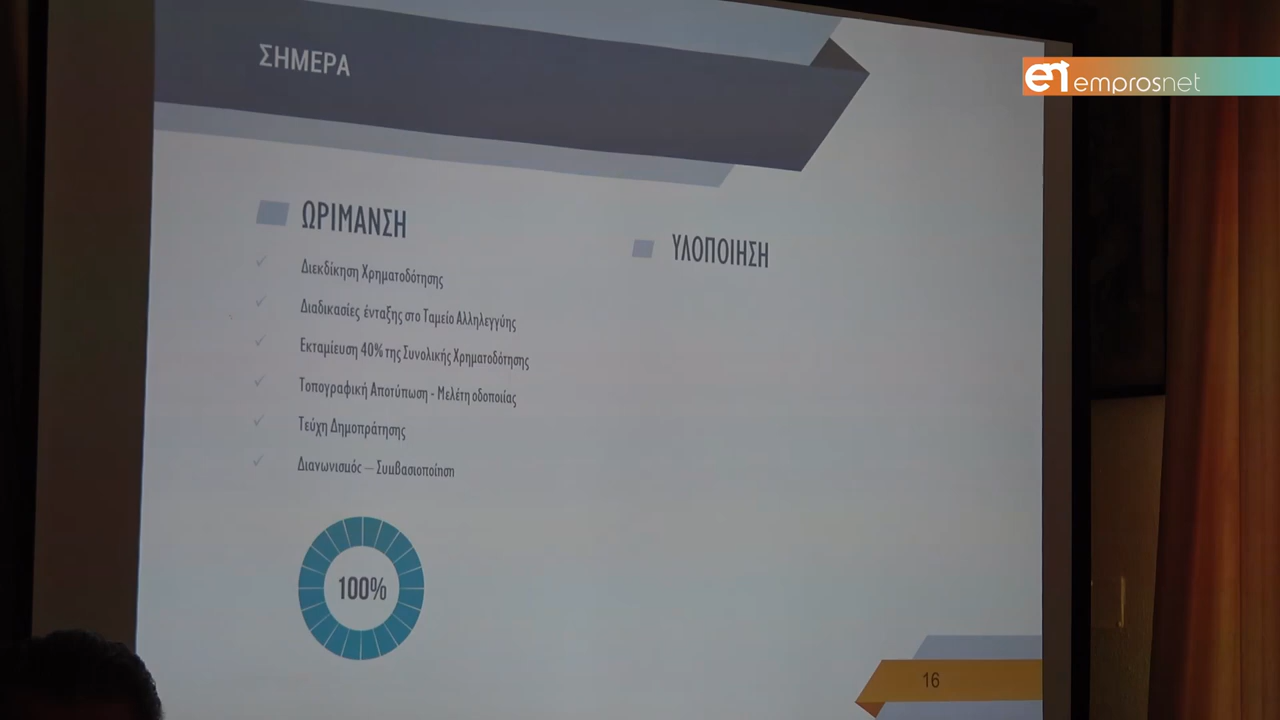 ΣΗΜΕΡΑ
emprosnet
ΩΡΙΜΑΝΣΗ
Διεκδίκηση Χρηματοδότησης
Διαδικασίες ένταξης στο Ταμείο Αλληλεγγύης
Εκταμίευση 40% της Συνολικής Χρηματοδότησης
Τοπογραφική Αποτύπωση - Μελέτη οδοποιίας
Τεύχη Δημοπράτησης
Διαγωνισμός – Συμβασιοποίηση
100%
ΥΛΟΠΟΙΗΣΗ
16